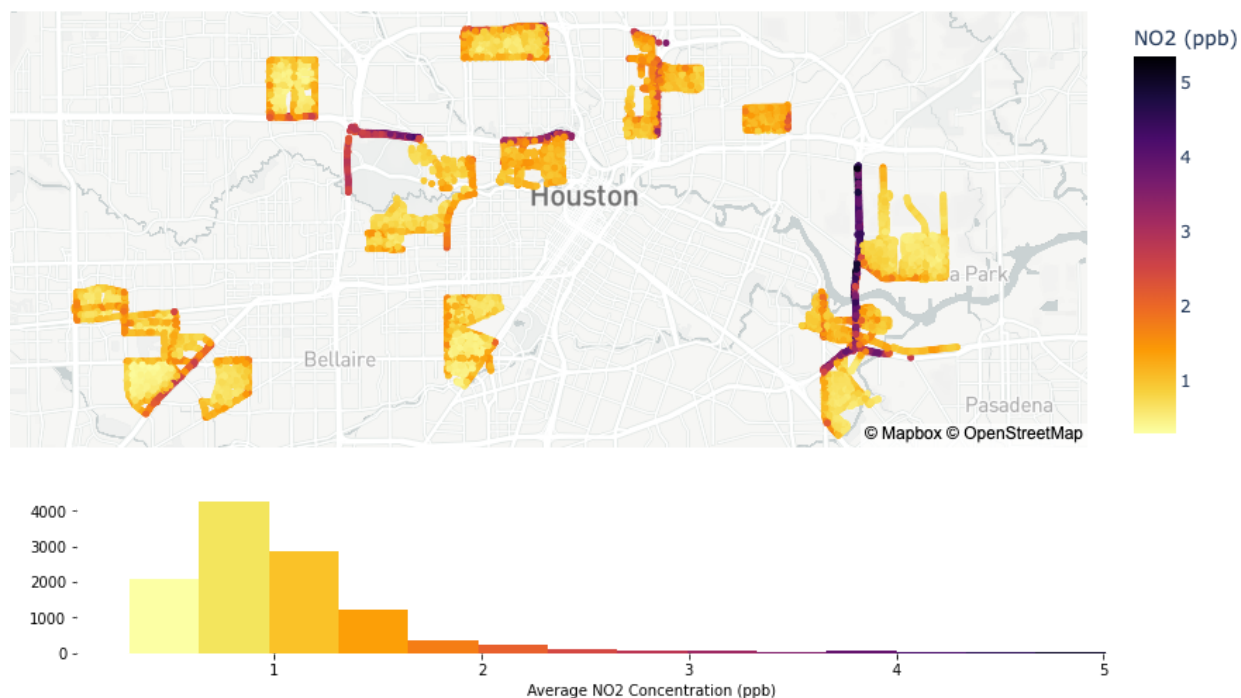 NO2 (ppb)
5
4
3
2
1
Houston
a Park
Bellaire
Pasadena
© Mapbox © OpenStreetMap
4000
3000
2000
1000
0
1 2 3 4 5
Average NO2 Concentration (ppb)